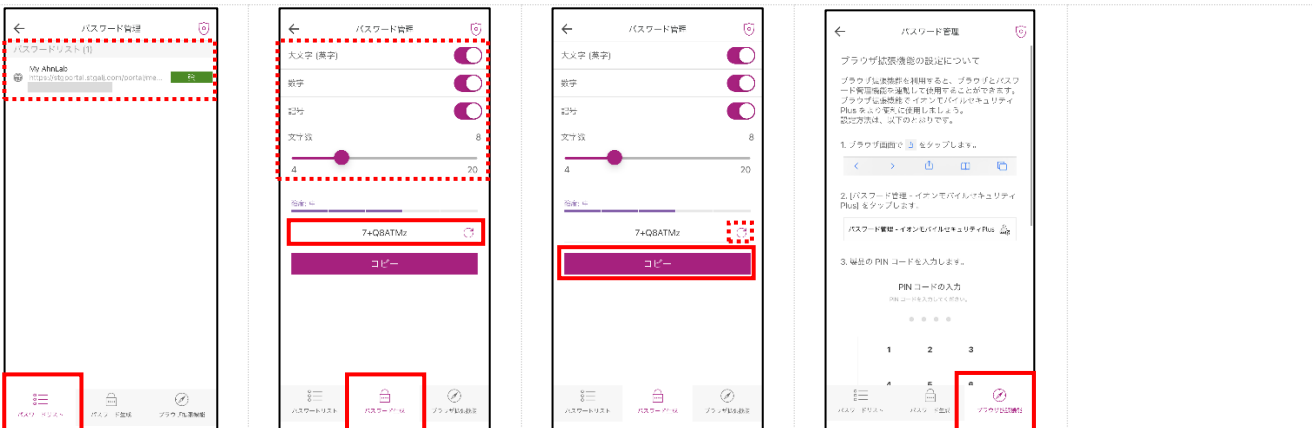 パスワード管理
パスワードリスト (1)
My AhnLab
パスワードリスト
パスワード生成
ブラウザ拡張機能
パスワード管理
大文字 (英字)
数字
記号
文字数 8
4 20
強度:
7+Q8ATMz
コピー
パスワードリスト
パスワード生成
ブラウザ拡張機能
パスワード管理
大文字 (英字)
数字
記号
文字数 8
4 20
強度:
7+Q8ATMz
コピー
パスワードリスト
パスワード生成
ブラウザ拡張機能
パスワード管理
ブラウザ拡張機能の設定について
ブラウザ拡張機能を利用すると、ブラウザとパスワ
ード管理機能を連動して使用することができます。
ブラウザ拡張機能でイオンモバイルセキュリティ
Plus をより便利に使用しましょう。
設定方法は、以下のとおりです。
1. ブラウザ画面で をタップします。
2. [パスワード管理 - イオンモバイルセキュリティ
Plus] をタップします。
パスワード管理 - イオンモバイルセキュリティPlus
3. 製品の PIN コードを入力します。
PIN コードの入力
PIN コードを入力してください。
1 2 3
4 5 6
パスワードリスト
パスワード生成
ブラウザ拡張機能